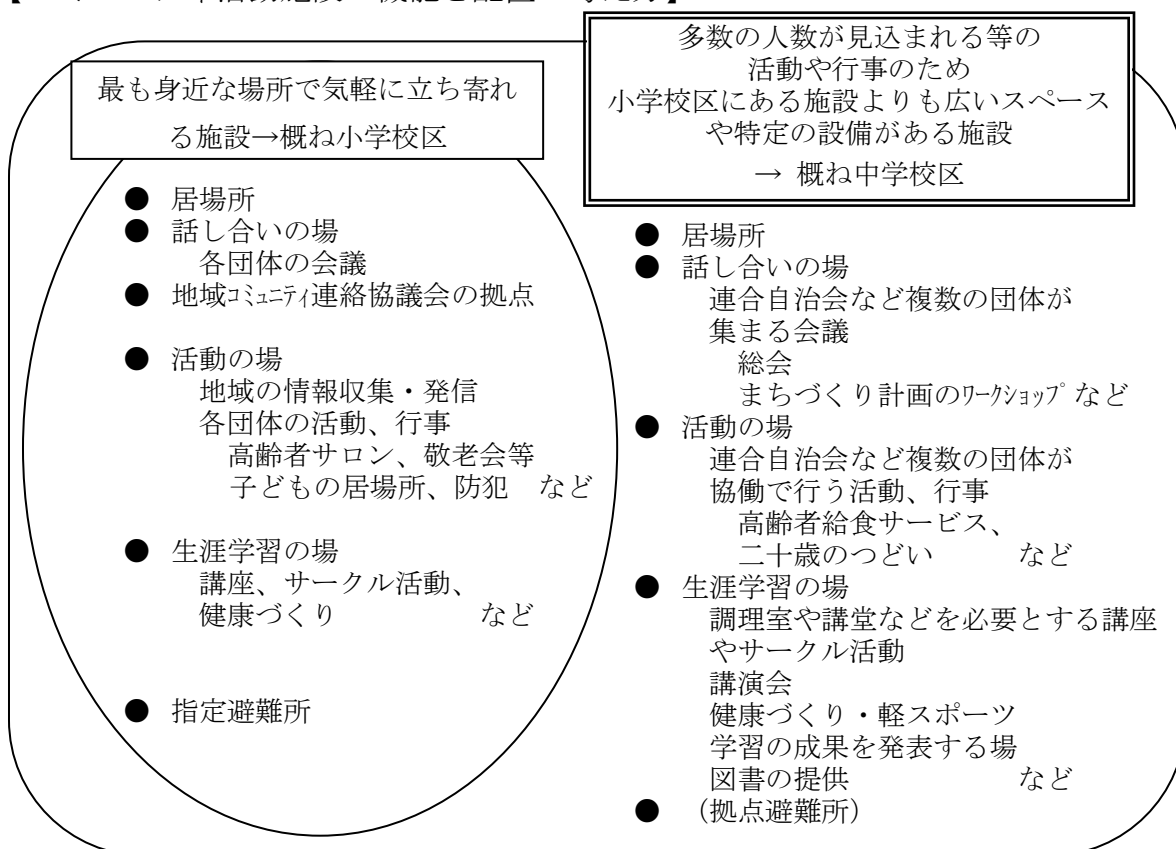 最も身近な場所で気軽に立ち寄れ
る施設→概ね小学校区
● 居場所
● 話し合いの場
各団体の会議
● 地域ｺﾐｭﾆﾃｨ連絡協議会の拠点
● 活動の場
地域の情報収集・発信
各団体の活動、行事
高齢者サロン、敬老会等
子どもの居場所、防犯 など
● 生涯学習の場
講座、サークル活動、
健康づくり など
● 指定避難所
多数の人数が見込まれる等の
活動や行事のため
小学校区にある施設よりも広いスペース
や特定の設備がある施設
→ 概ね中学校区
● 居場所
● 話し合いの場
連合自治会など複数の団体が
集まる会議
総会
まちづくり計画のﾜｰｸｼｮｯﾌﾟ など
● 活動の場
連合自治会など複数の団体が
協働で行う活動、行事
高齢者給食サービス、
二十歳のつどい など
● 生涯学習の場
調理室や講堂などを必要とする講座
やサークル活動
講演会
健康づくり・軽スポーツ
学習の成果を発表する場
図書の提供 など
● （拠点避難所）